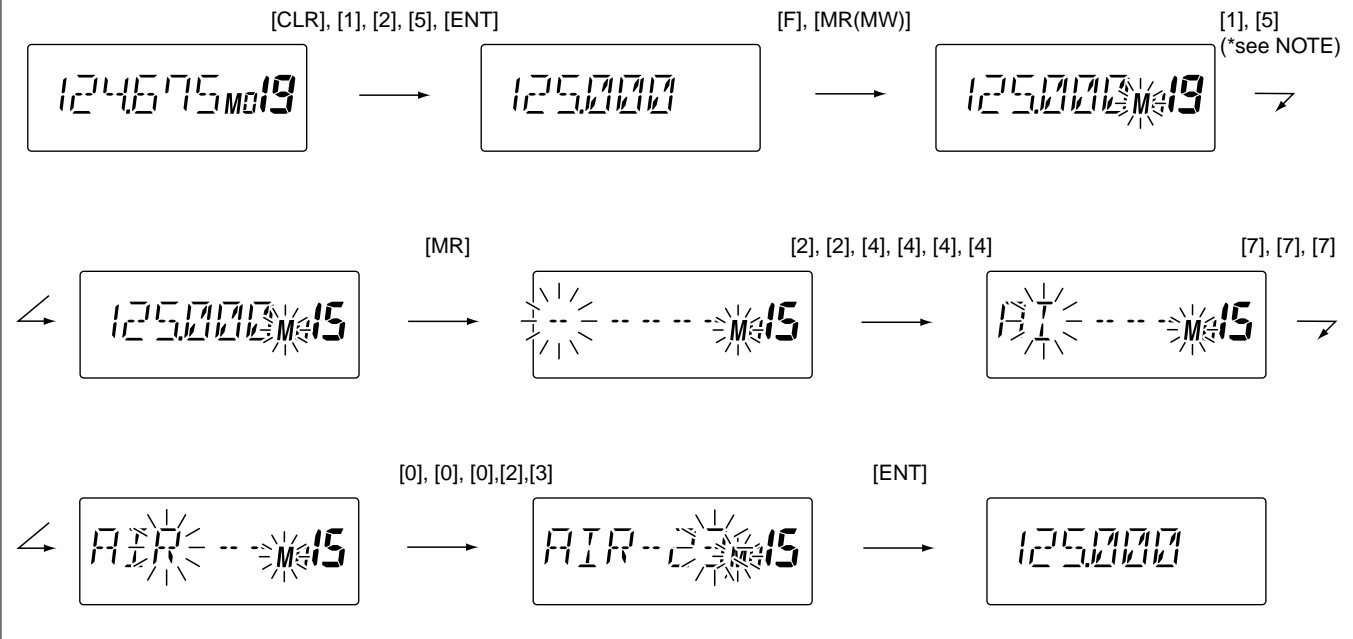 [CLR], [1], [2], [5], [ENT]
[F], [MR(MW)]
[1], [5]
(*see NOTE)
124.675 M0 19
125.000
125.000 M 19
[MR]
[2], [2], [4], [4], [4], [4]
[7], [7], [7]
125.000 M 15
-- -- -- -- -- M 15
AI -- -- -- M 15
[0], [0], [0],[2],[3]
[ENT]
AIR -- -- M 15
AIR-23 M 15
125.000